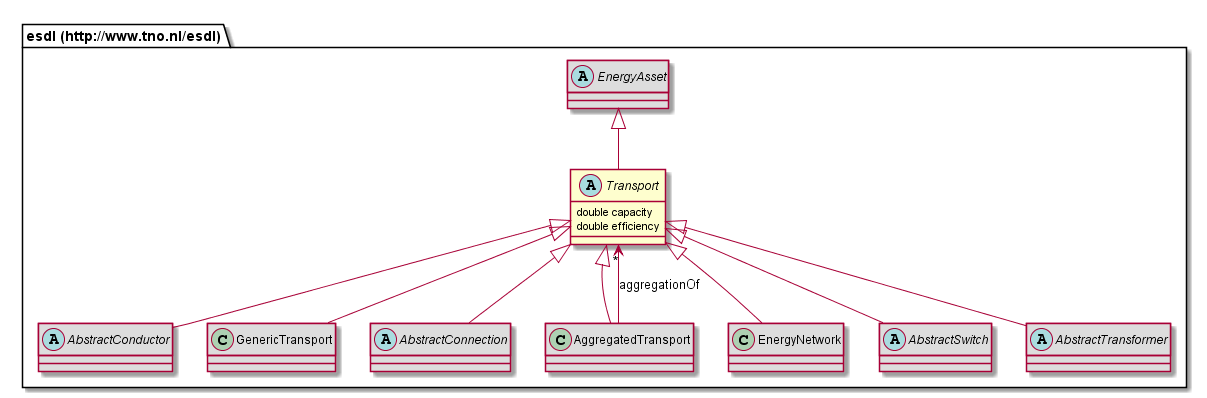 esdl (http://www.tno.nl/esdl)
A EnergyAsset
A Transport
double capacity
double efficiency
*
aggregationOf
A AbstractConductor
C GenericTransport
A AbstractConnection
C AggregatedTransport
C EnergyNetwork
A AbstractSwitch
A AbstractTransformer